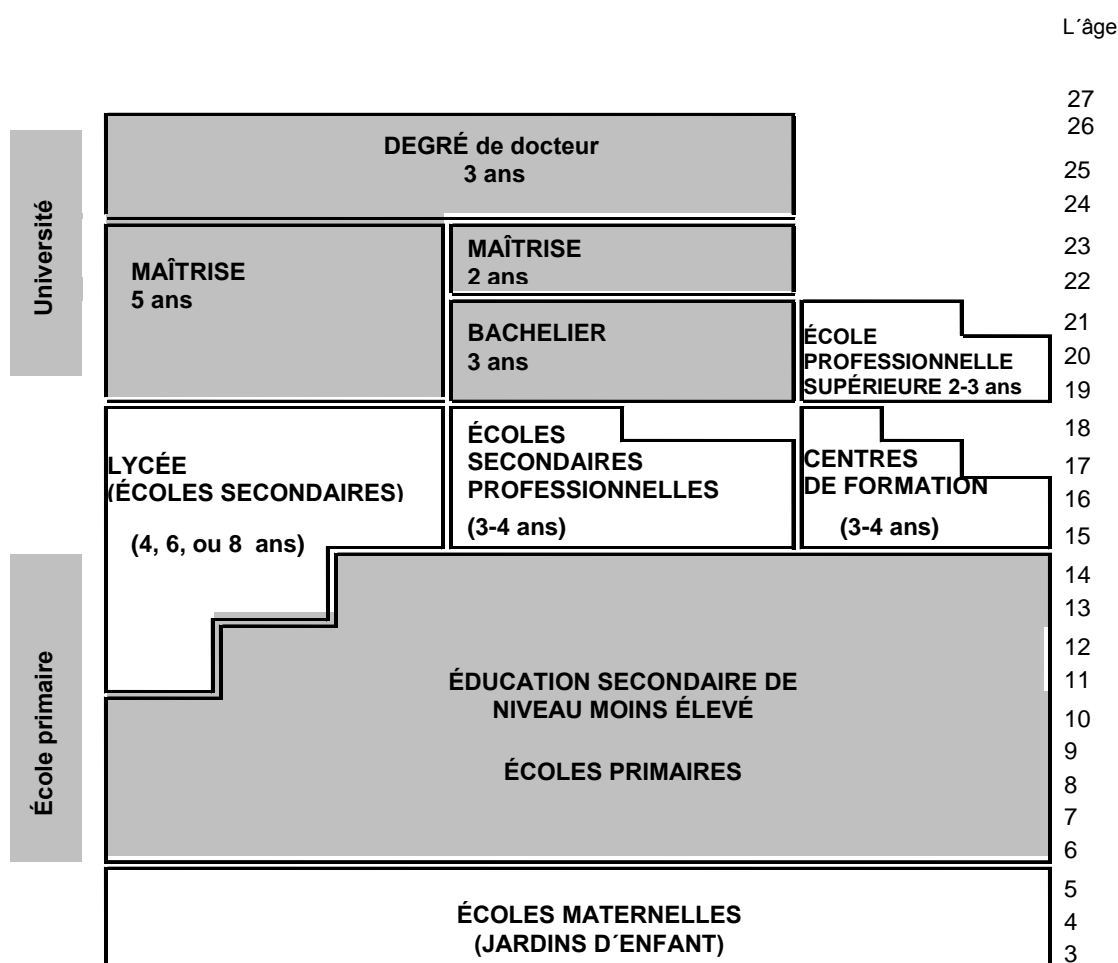 L´âge
27
26
25
24
23
22
21
20
19
18
17
16
15
14
13
12
11
10
9
8
7
6
5
4
3
Université
École primaire
DEGRÉ de docteur
3 ans
MAÎTRISE
5 ans
MAÎTRISE
2 ans
BACHELIER
3 ans
ÉCOLE
PROFESSIONNELLE
SUPÉRIEURE 2-3 ans
LYCÉE
(ÉCOLES SECONDAIRES)
(4, 6, ou 8 ans)
ÉCOLES
SECONDAIRES
PROFESSIONNELLES
(3-4 ans)
CENTRES
DE FORMATION
(3-4 ans)
ÉDUCATION SECONDAIRE DE
NIVEAU MOINS ÉLEVÉ
ÉCOLES PRIMAIRES
ÉCOLES MATERNELLES
(JARDINS D´ENFANT)